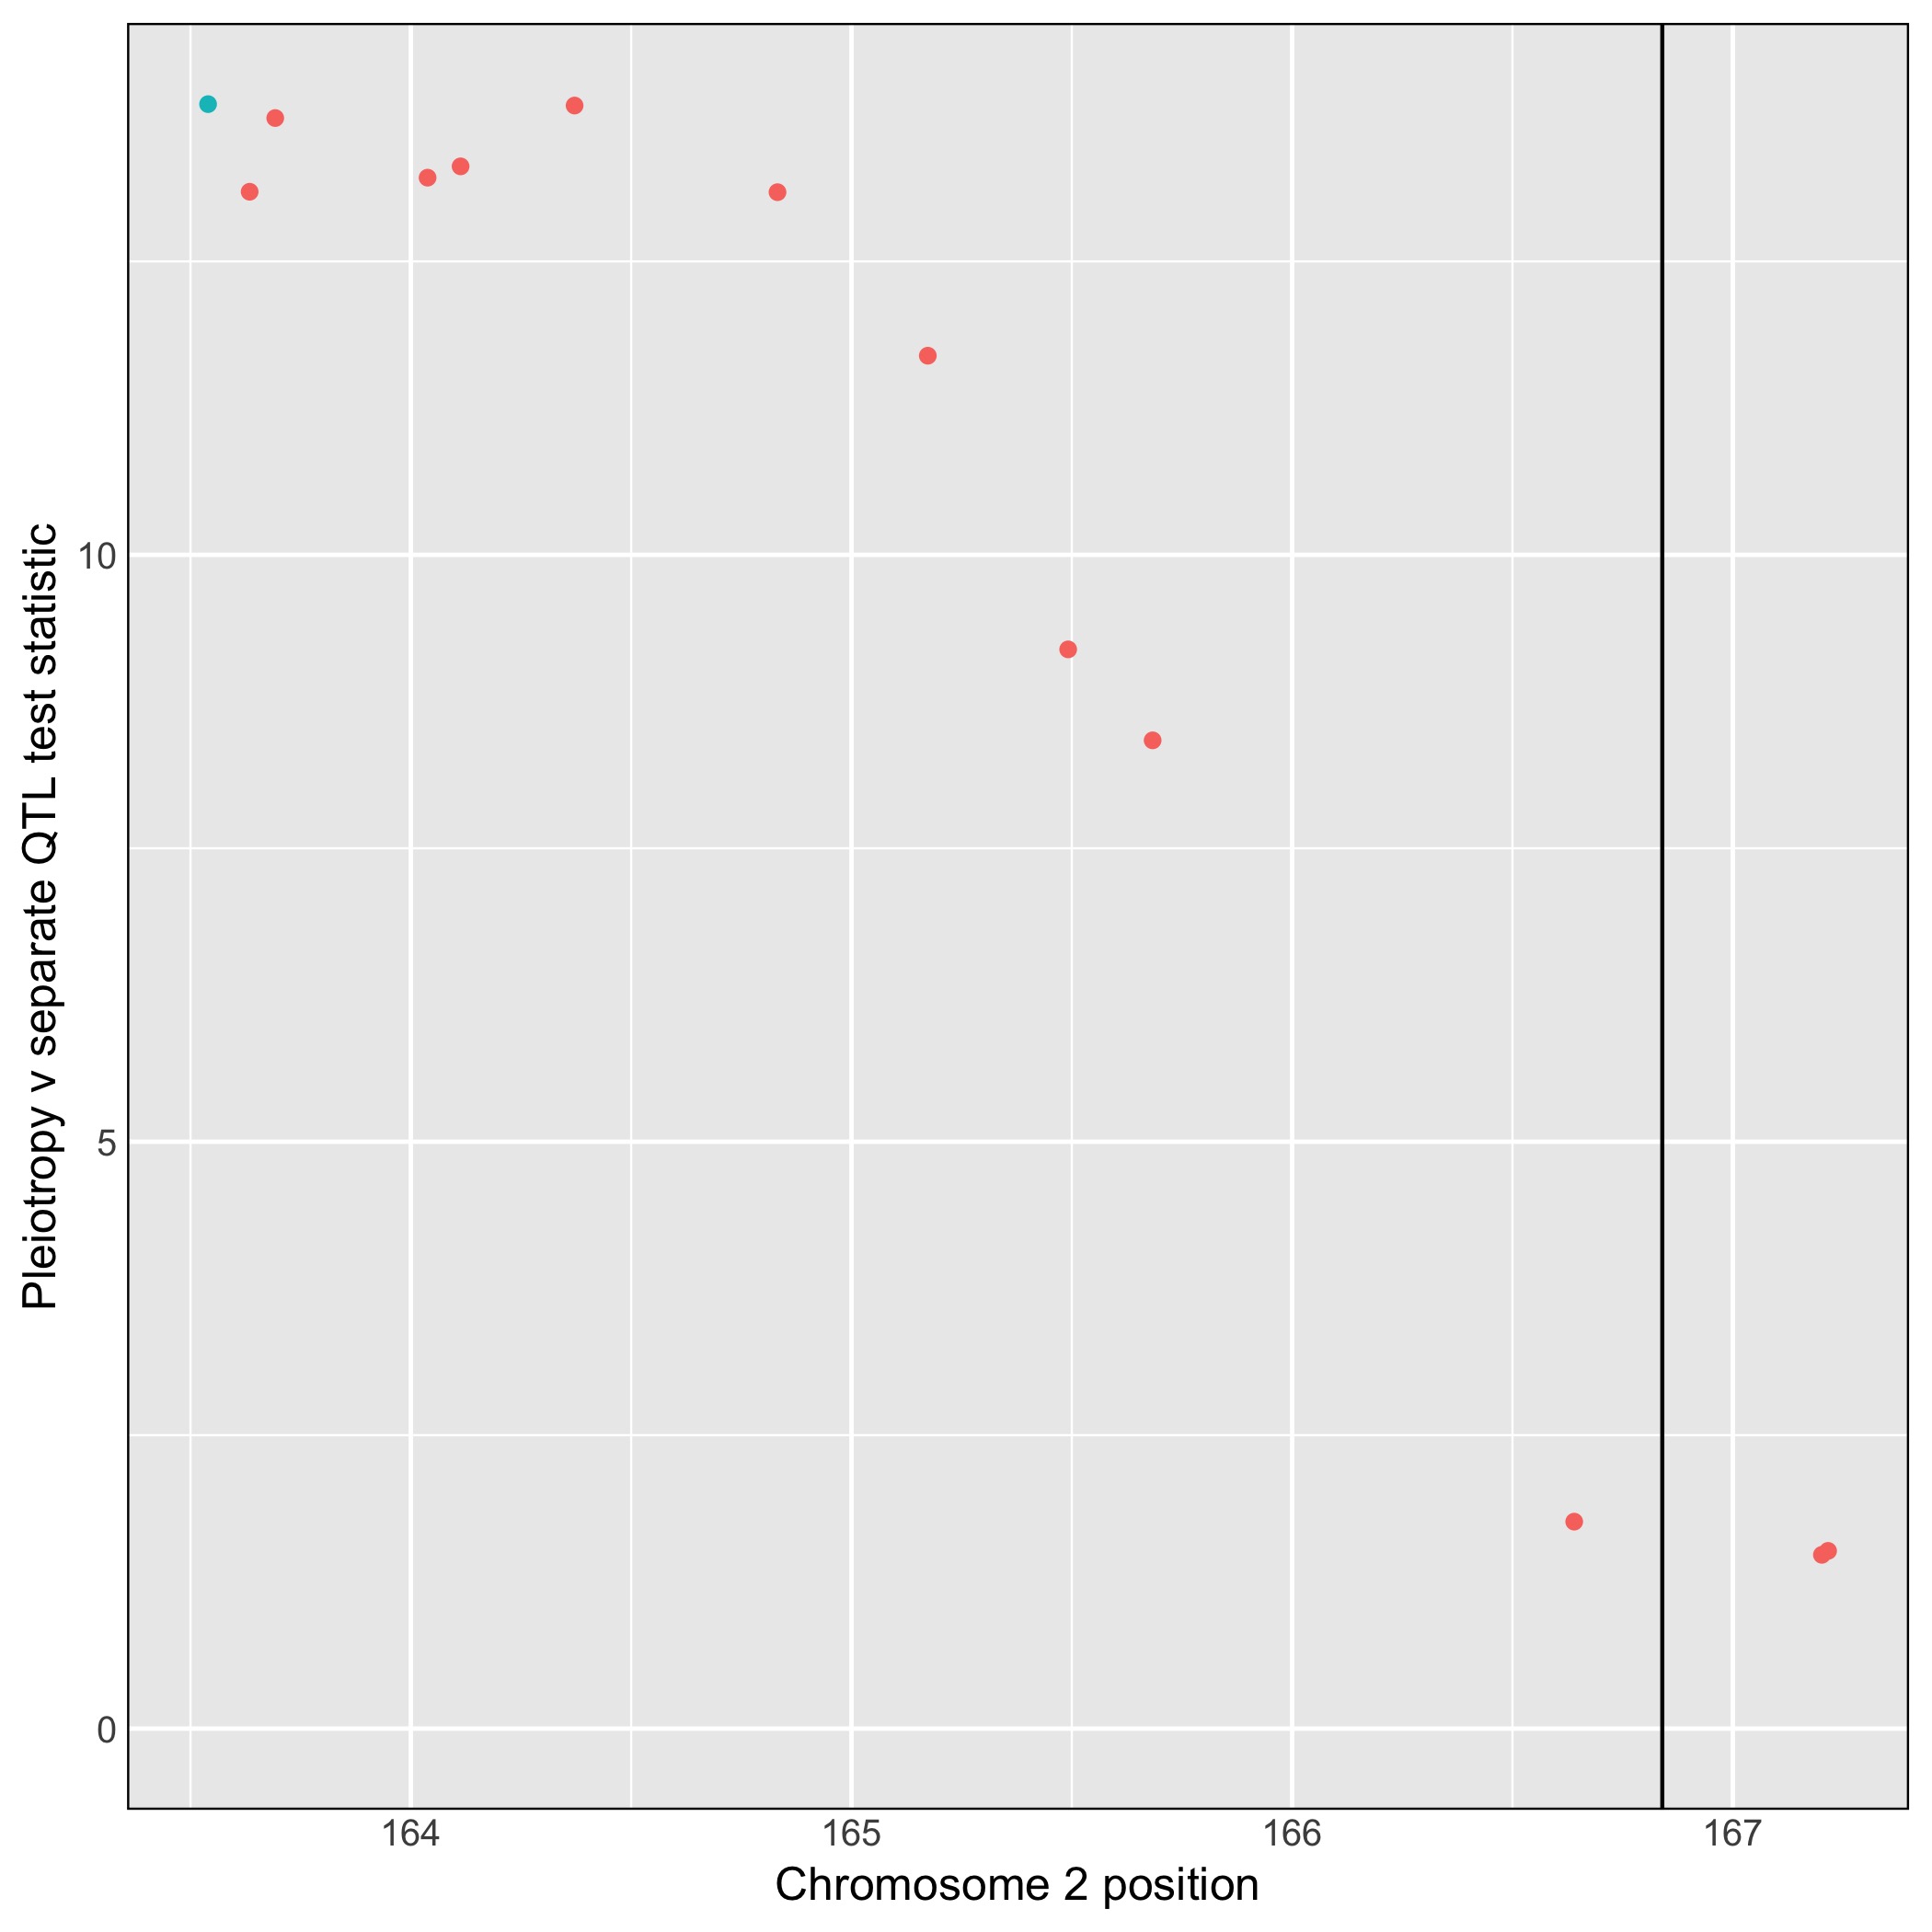 Pleiotropy v separate QTL test statistic
10
5
0
164 165 166 167
Chromosome 2 position